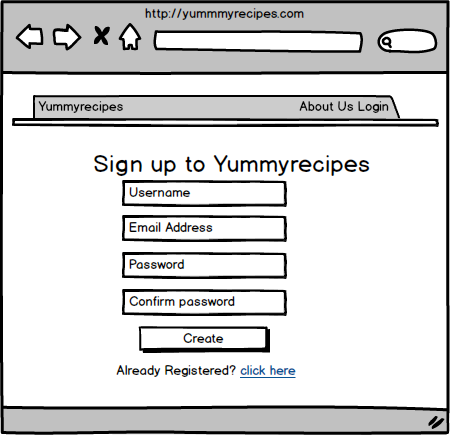 http://yummmyrecipes.com
Yummyrecipes About Us Login
Sign up to Yummyrecipes
Username
Email Address
Password
Confirm password
Create
Already Registered? click here